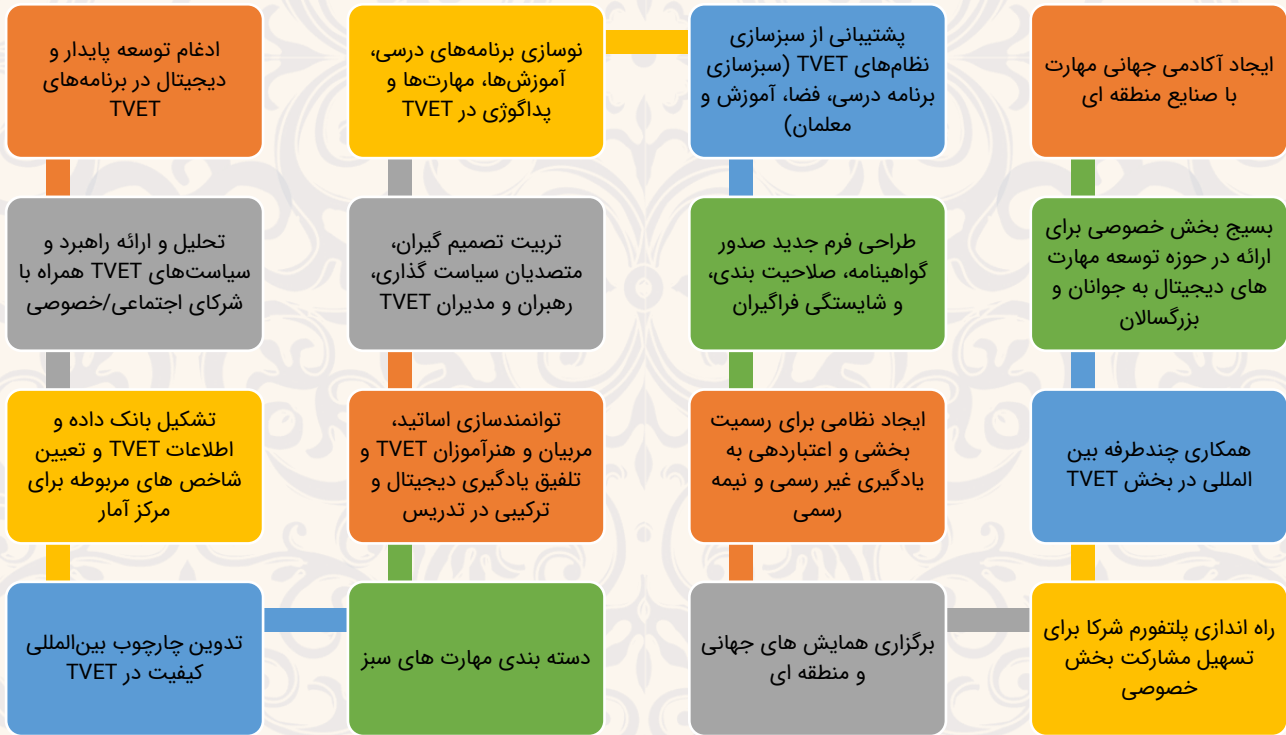 ادغام توسعه پایدار و
دیجیتال در برنامه‌های
TVET
تحلیل و ارائه راهبرد و
سیاست‌های TVET همراه با
شرکای اجتماعی/خصوصی
تشکیل بانک داده و
اطلاعات TVET و تعیین
شاخص های مربوطه برای
مرکز آمار
تدوین چارچوب بین‌المللی
کیفیت در TVET
دسته بندی مهارت های سبز
توانمندسازی اساتید،
مربیان و هنرآموزان TVET و
تلفیق یادگیری دیجیتال و
ترکیبی در تدریس
تربیت تصمیم گیران،
متصدیان سیاست گذاری،
رهبران و مدیران TVET
نوسازی برنامه‌های درسی،
آموزش‌ها، مهارت‌ها و
پداگوژی در TVET
پشتیبانی از سبزسازی
نظام‌های TVET (سبزسازی
برنامه درسی، فضا، آموزش و
معلمان)
طراحی فرم جدید صدور
گواهینامه، صلاحیت بندی،
و شایستگی فراگیران
ایجاد نظامی برای رسمیت
بخشی و اعتباردهی به
یادگیری غیر رسمی و نیمه
رسمی
برگزاری همایش های جهانی
و منطقه ای
راه اندازی پلتفورم شرکا برای
تسهیل مشارکت بخش
خصوصی
همکاری چندطرفه بین
المللی در بخش TVET
بسیج بخش خصوصی برای
ارائه در حوزه توسعه مهارت
های دیجیتال به جوانان و
بزرگسالان
ایجاد آکادمی جهانی مهارت
با صنایع منطقه ای